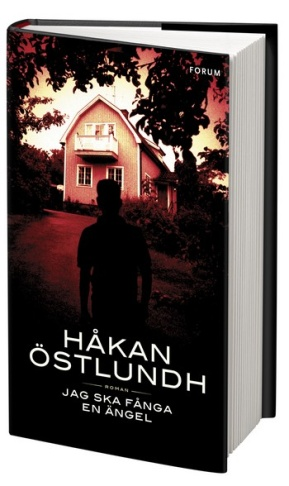 FORUM
HÅKAN
ÖSTLUNDH
ROMAN
JAG SKA FÅNGA
EN ÄNGEL